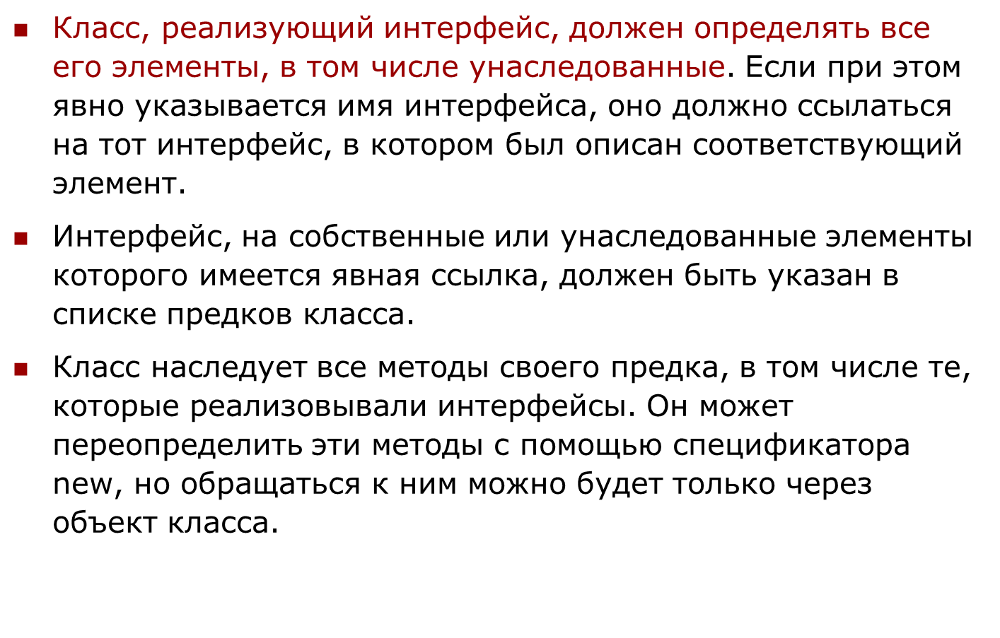 Класс, реализующий интерфейс, должен определять все
его элементы, в том числе унаследованные. Если при этом
явно указывается имя интерфейса, оно должно ссылаться
на тот интерфейс, в котором был описан соответствующий
элемент.
Интерфейс, на собственные или унаследованные элементы
которого имеется явная ссылка, должен быть указан в
списке предков класса.
Класс наследует все методы своего предка, в том числе те,
которые реализовывали интерфейсы. Он может
переопределить эти методы с помощью спецификатора
new, но обращаться к ним можно будет только через
объект класса.